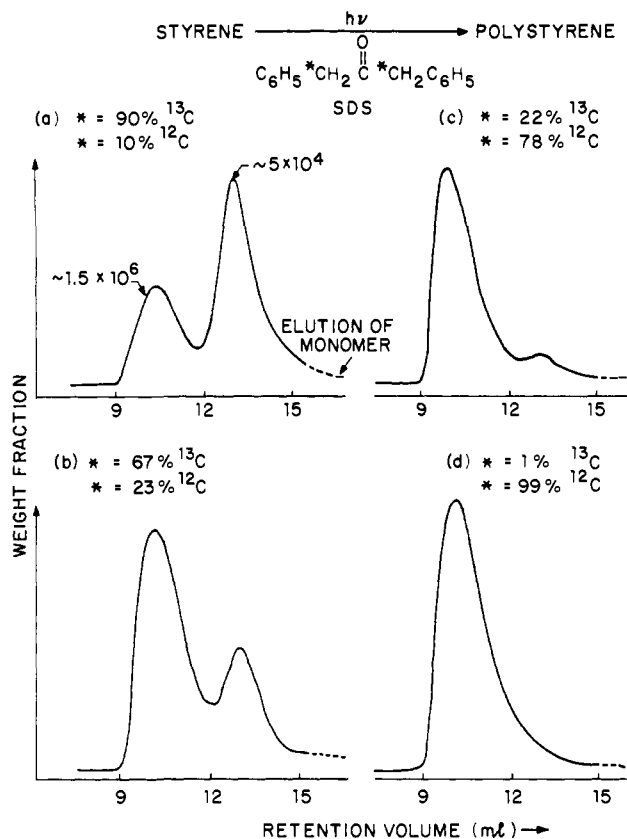 STYRENE hν POLYSTYRENE
O
C6H5*CH2 C *CH2C6H5
SDS
(a) * = 90% 13C
* = 10% 12C
~5×10^4
~1.5 × 10^6
ELUTION OF
MONOMER
9 12 15
(c) * = 22% 13C
* = 78% 12C
9 12 15
(b) * = 67% 13C
* = 23% 12C
9 12 15
(d) * = 1% 13C
* = 99% 12C
9 12 15
WEIGHT FRACTION
RETENTION VOLUME (mℓ)